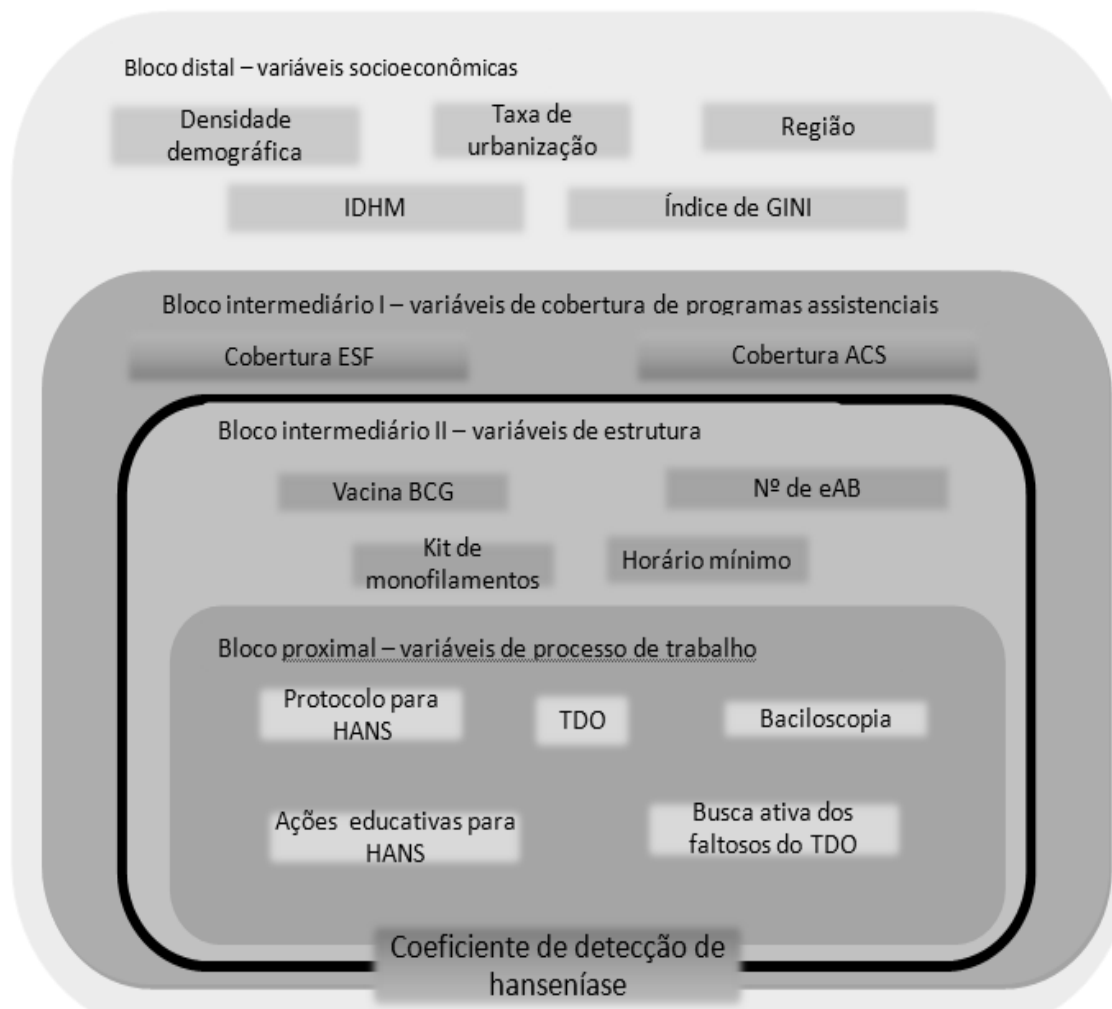 Bloco distal – variáveis socioeconômicas
Densidade
demográfica
Taxa de
urbanização
Região
IDHM
Índice de GINI
Bloco intermediário I – variáveis de cobertura de programas assistenciais
Cobertura ESF
Cobertura ACS
Bloco intermediário II – variáveis de estrutura
Vacina BCG
Nº de eAB
Kit de
monofilamentos
Horário mínimo
Bloco proximal – variáveis de processo de trabalho
Protocolo para
HANS
TDO
Baciloscopia
Ações educativas para
HANS
Busca ativa dos
faltosos do TDO
Coeficiente de detecção de
hanseníase